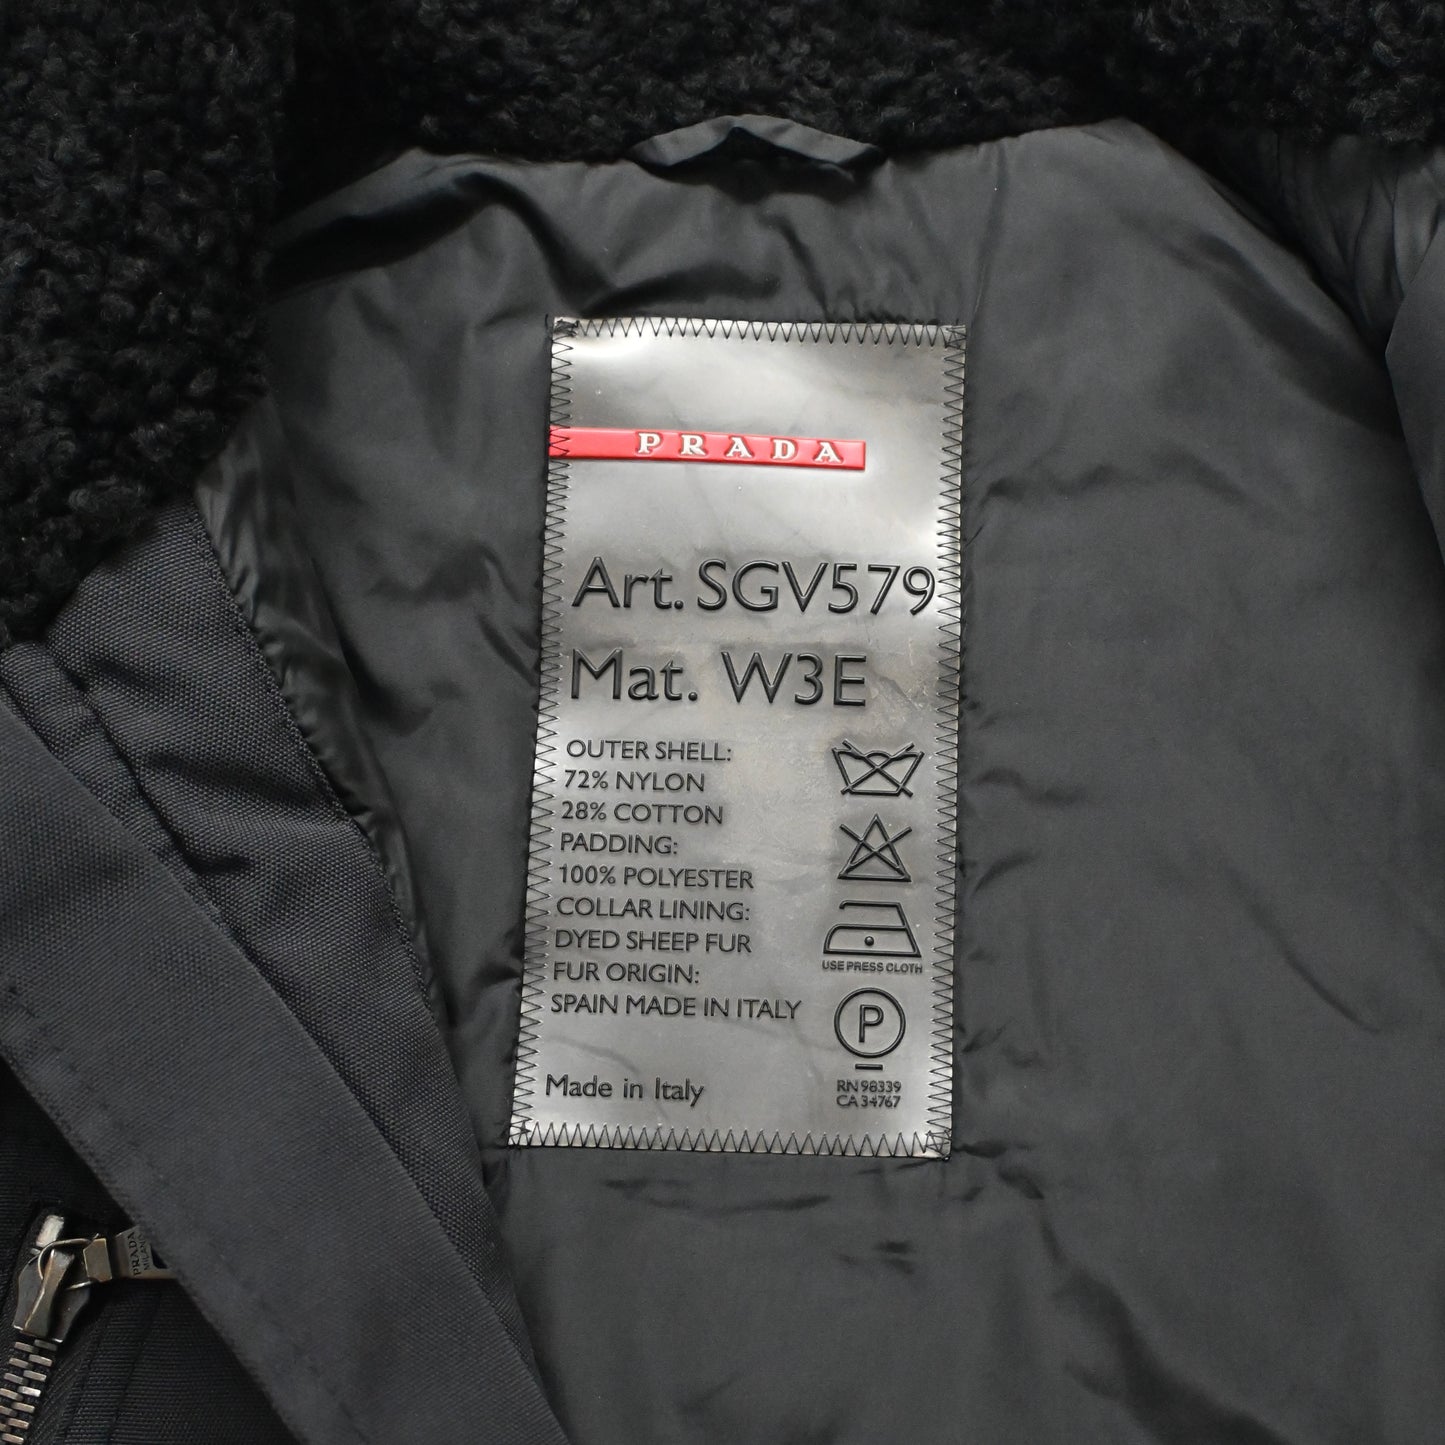 PRADA
Art. SGV579
Mat. W3E
OUTER SHELL:
72% NYLON
28% COTTON
PADDING:
100% POLYESTER
COLLAR LINING:
DYED SHEEP FUR
FUR ORIGIN:
SPAIN MADE IN ITALY
Made in Italy
USE PRESS CLOTH
P
RN 98339
CA 34767
PRADA
MILANO